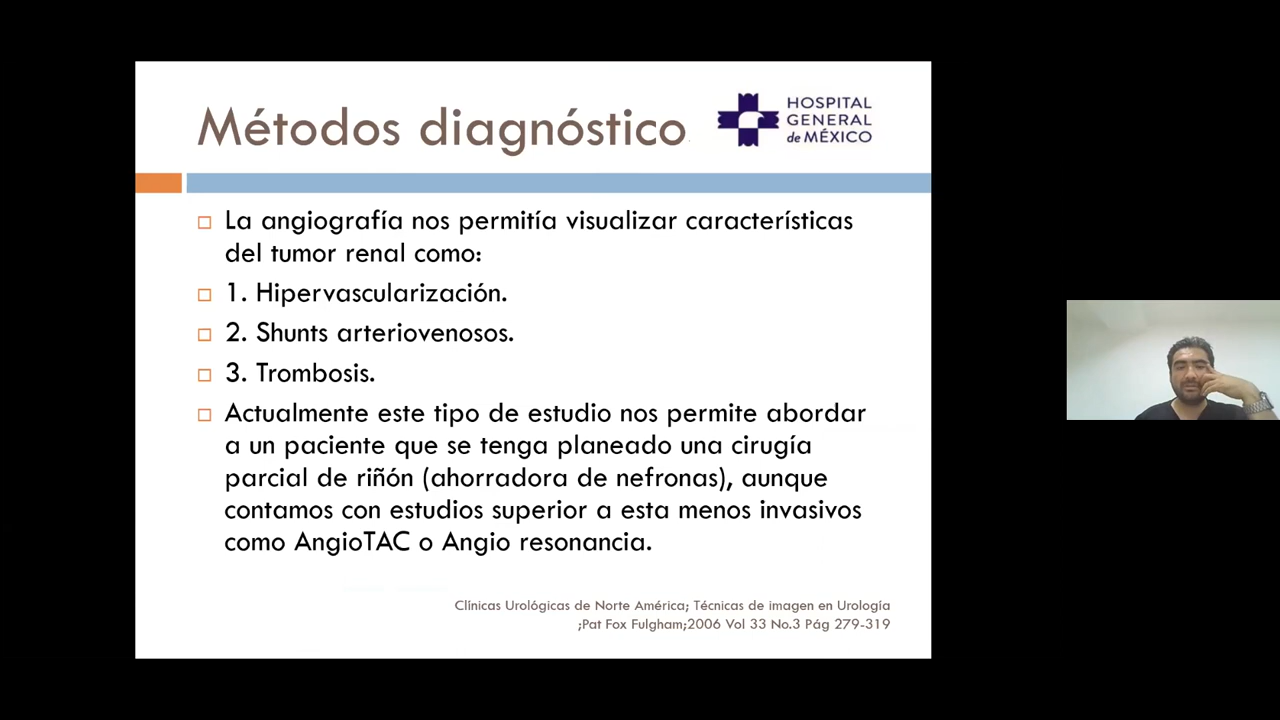 Métodos diagnóstico
HOSPITAL
GENERAL
de MÉXICO
La angiografía nos permitía visualizar características
del tumor renal como:
1. Hipervascularización.
2. Shunts arteriovenosos.
3. Trombosis.
Actualmente este tipo de estudio nos permite abordar
a un paciente que se tenga planeado una cirugía
parcial de riñón (ahorradora de nefronas), aunque
contamos con estudios superior a esta menos invasivos
como AngioTAC o Angio resonancia.
Clínicas Urológicas de Norte América; Técnicas de imagen en Urología
;Pat Fox Fulgham;2006 Vol 33 No.3 Pág 279-319